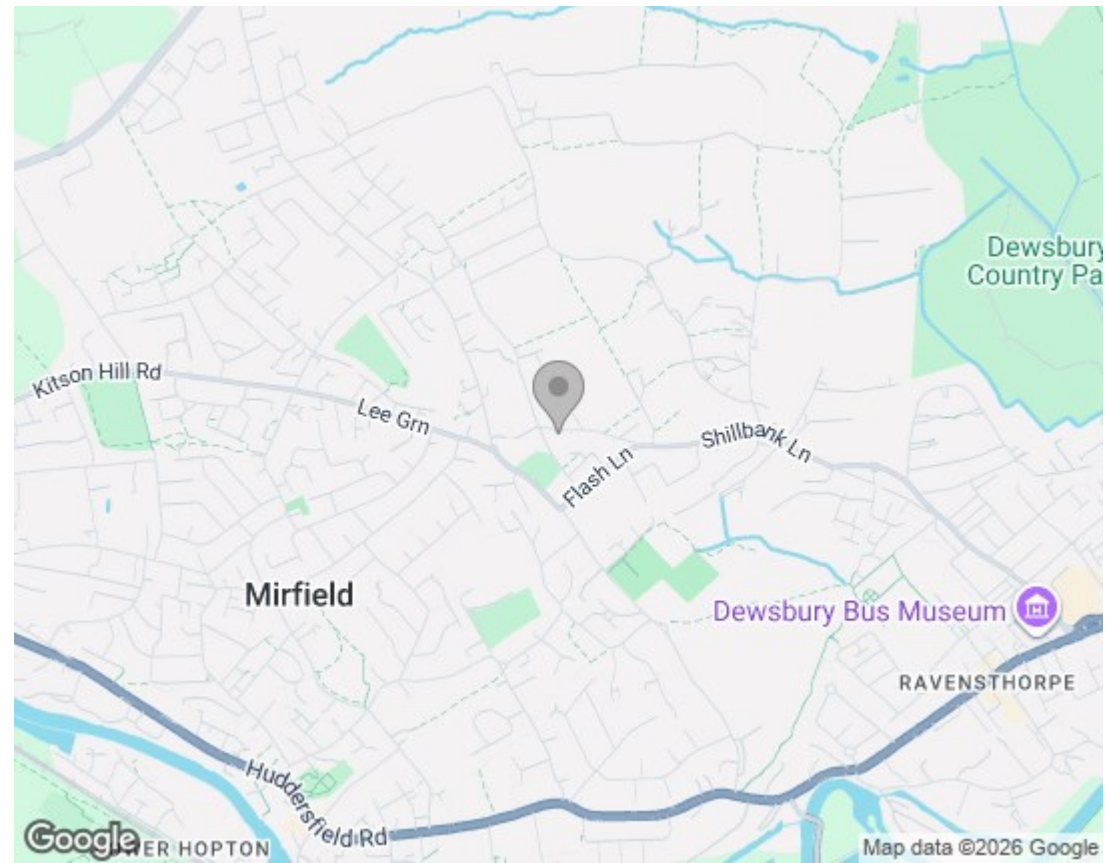 Dewsbury
Country Pa
Kitson Hill Rd
Lee Grn
Shillbank Ln
Flash Ln
Mirfield
Dewsbury Bus Museum
RAVENSTHORPE
Huddersfield Rd
Google
OWER HOPTON
Map data ©2026 Google